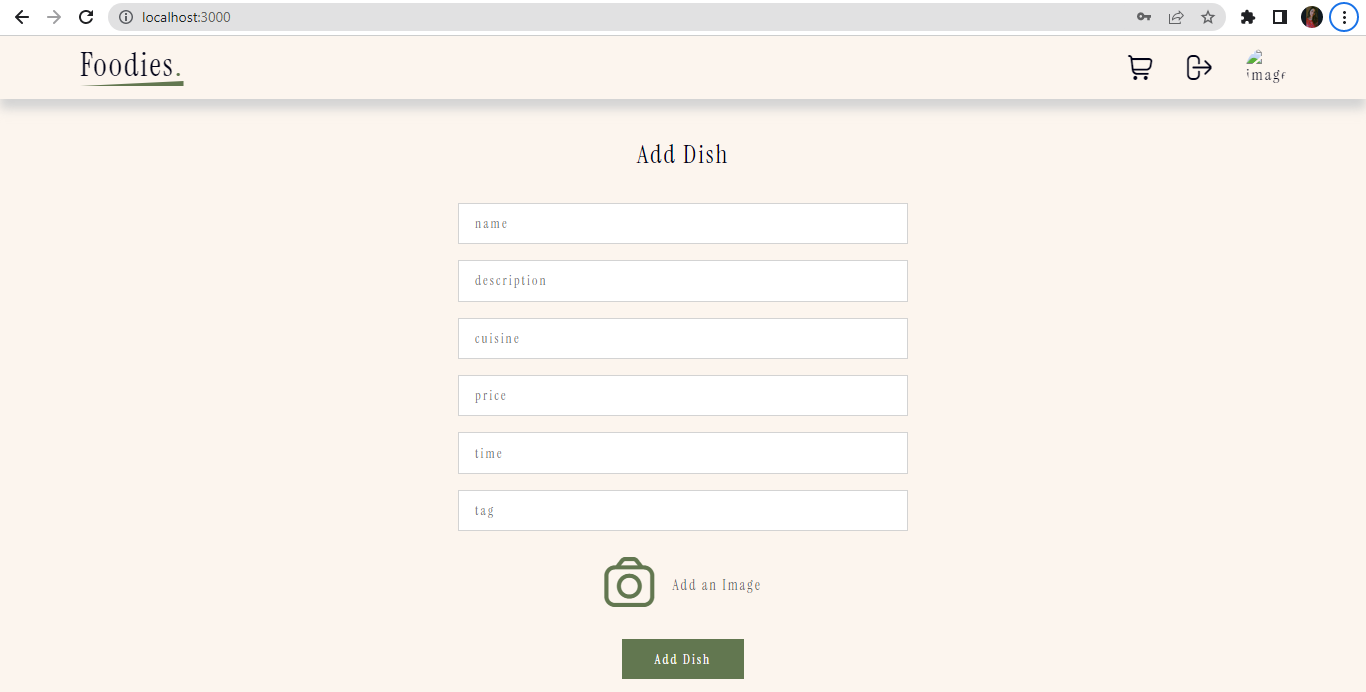 localhost:3000
Foodies.
image
Add Dish
name
description
cuisine
price
time
tag
Add an Image
Add Dish